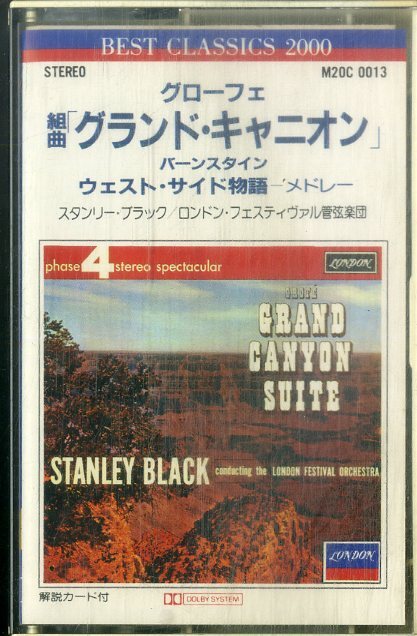 BEST CLASSICS 2000
STEREO
M20C 0013
グローフェ
組曲「グランド・キャニオン」
バーンスタイン
ウェスト・サイド物語―メドレー
スタンリー・ブラック/ロンドン・フェスティヴァル管弦楽団
phase 4 stereo spectacular
LONDON
GROFÉ
GRAND
CANYON
SUITE
STANLEY BLACK conducting the LONDON FESTIVAL ORCHESTRA
LONDON
解説カード付
DOLBY SYSTEM